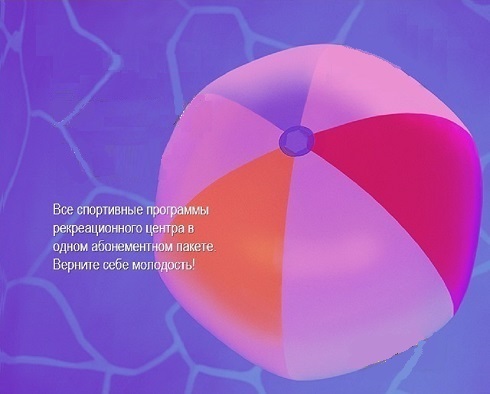 Все спортивные программы
рекреационного центра в
одном абонементном пакете.
Верните себе молодость!